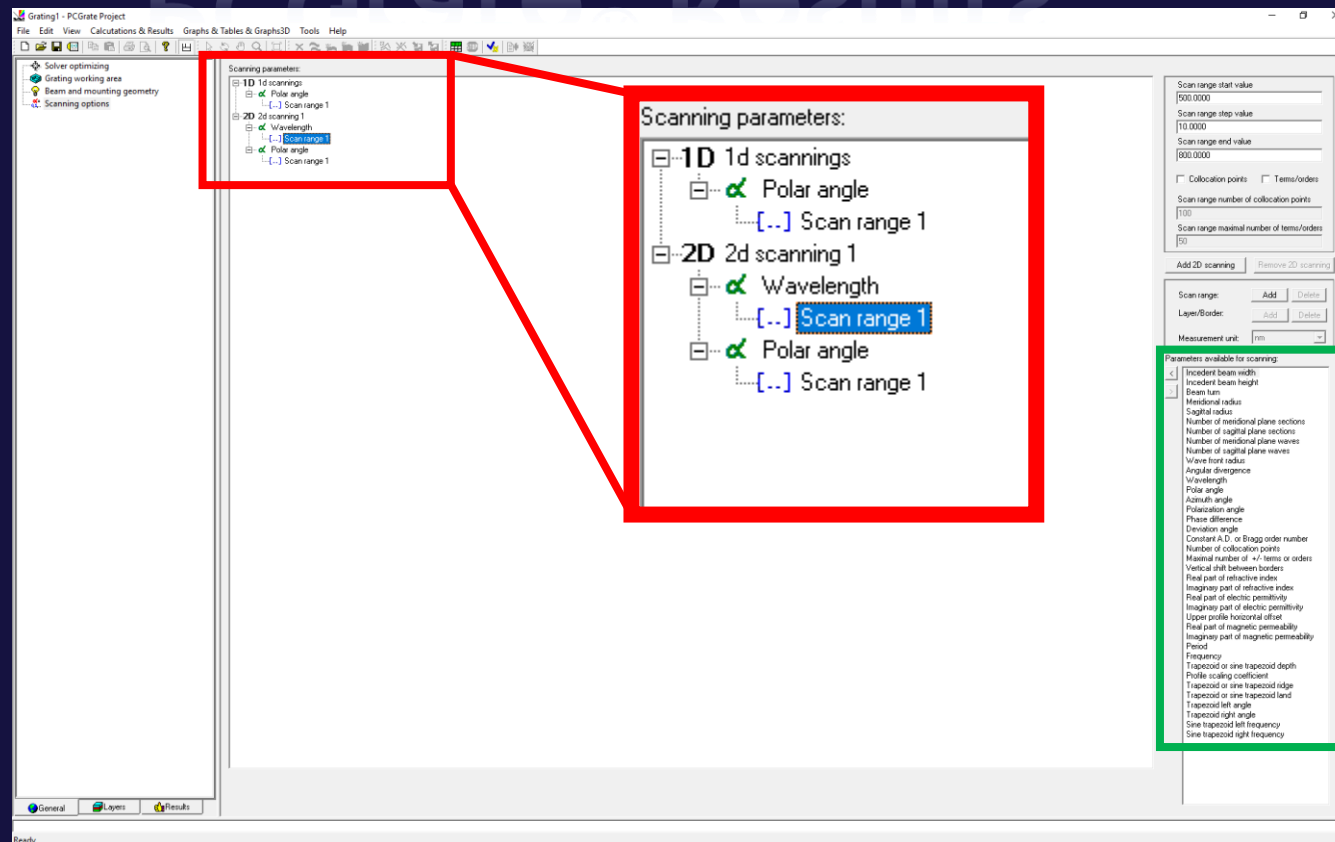 Grating1 - PCGrate Project
File Edit View Calcutations & Results Graphs & Tables & Graphs3D Tools Help
Solver optimizing
Grating working area
Beam and mounting geometry
Scanning options
Scanning parameters:
1D 1d scannings
α Polar angle
[..] Scan range 1
2D 2d scanning 1
α Wavelength
[..] Scan range 1
α Polar angle
[..] Scan range 1
Scanning parameters:
1D 1d scannings
α Polar angle
[..] Scan range 1
2D 2d scanning 1
α Wavelength
[..] Scan range 1
α Polar angle
[..] Scan range 1
Scan range start value
500.0000
Scan range step value
10.0000
Scan range end value
800.0000
Collocation points Terms/orders
Scan range number of collocation points
100
Scan range maximal number of terms/orders
50
Add 2D scanning Remove 2D scanning
Scan range: Add Delete
Layer/Border: Add Delete
Measurement unit: nm
Parameters available for scanning:
< Incedent beam width
Incedent beam height
> Beam turn
Meridional radius
Sagittal radius
Number of meridional plane sections
Number of sagittal plane sections
Number of meridional plane waves
Number of sagittal plane waves
Wave front radius
Angular divergence
Wavelength
Polar angle
Azimuth angle
Polarization angle
Phase difference
Deviation angle
Constant A.D. or Bragg order number
Number of collocation points
Maximal number of +/- terms or orders
Vertical shift between borders
Real part of refractive index
Imaginary part of refractive index
Real part of electric permittivity
Imaginary part of electric permittivity
Upper profile horizontal offset
Real part of magnetic permeability
Imaginary part of magnetic permeability
Period
Frequency
Trapezoid or sine trapezoid depth
Profile scaling coefficient
Trapezoid or sine trapezoid ridge
Trapezoid or sine trapezoid land
Trapezoid left angle
Trapezoid right angle
Sine trapezoid left frequency
Sine trapezoid right frequency
General Layers Results
Ready